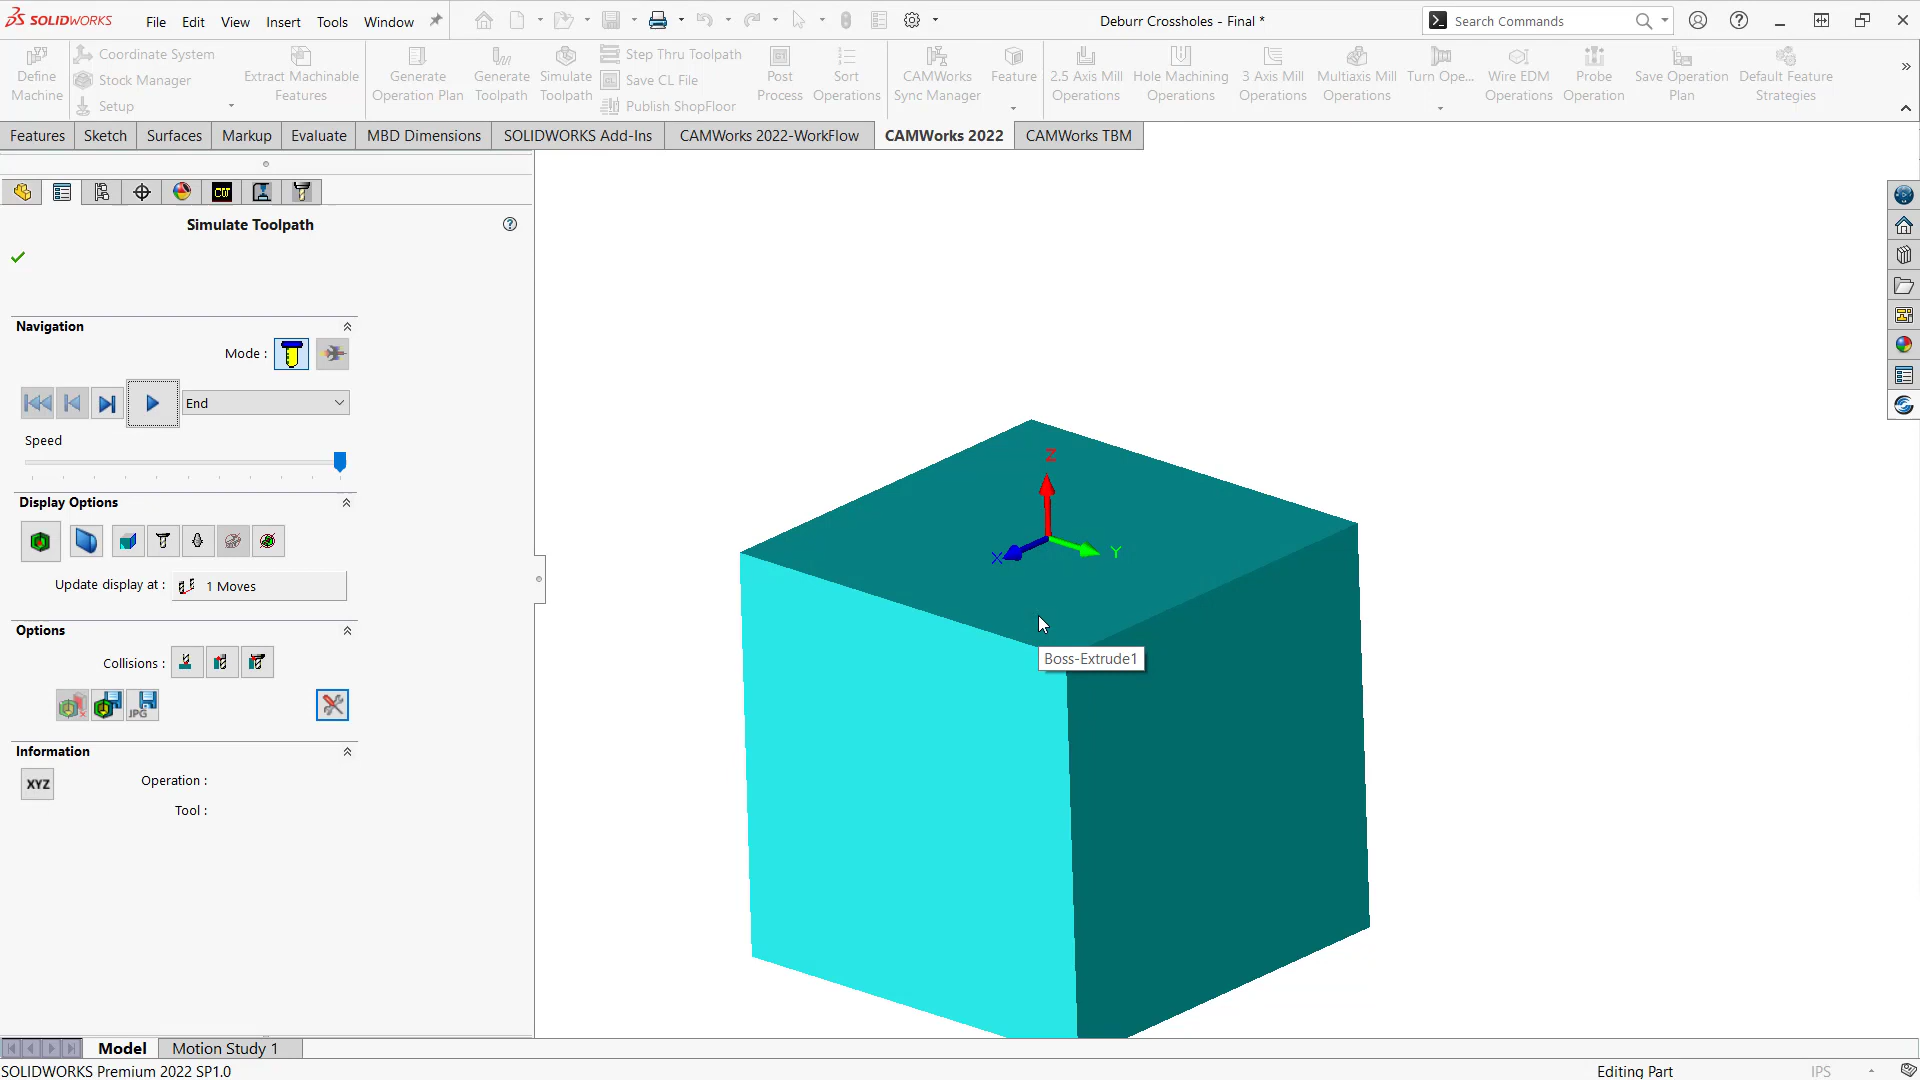 SOLIDWORKS File Edit View Insert Tools Window Deburr Crossholes - Final * Search Commands
Define Machine
Coordinate System
Stock Manager
Setup
Extract Machinable Features
Generate Operation Plan
Generate Toolpath
Simulate Toolpath
Step Thru Toolpath
Save CL File
Publish ShopFloor
Post Process
Sort Operations
CAMWorks Sync Manager
Feature
2.5 Axis Mill Operations
Hole Machining Operations
3 Axis Mill Operations
Multiaxis Mill Operations
Turn Ope...
Wire EDM Operations
Probe Operation
Save Operation Plan
Default Feature Strategies
Features Sketch Surfaces Markup Evaluate MBD Dimensions SOLIDWORKS Add-Ins CAMWorks 2022-WorkFlow CAMWorks 2022 CAMWorks TBM
CW
Simulate Toolpath
Navigation
Mode :
End
Speed
Display Options
Update display at : 1 Moves
Options
Collisions :
JPG
Information
XYZ Operation :
Tool :
Z
X Y
Boss-Extrude1
Model Motion Study 1
SOLIDWORKS Premium 2022 SP1.0 Editing Part IPS